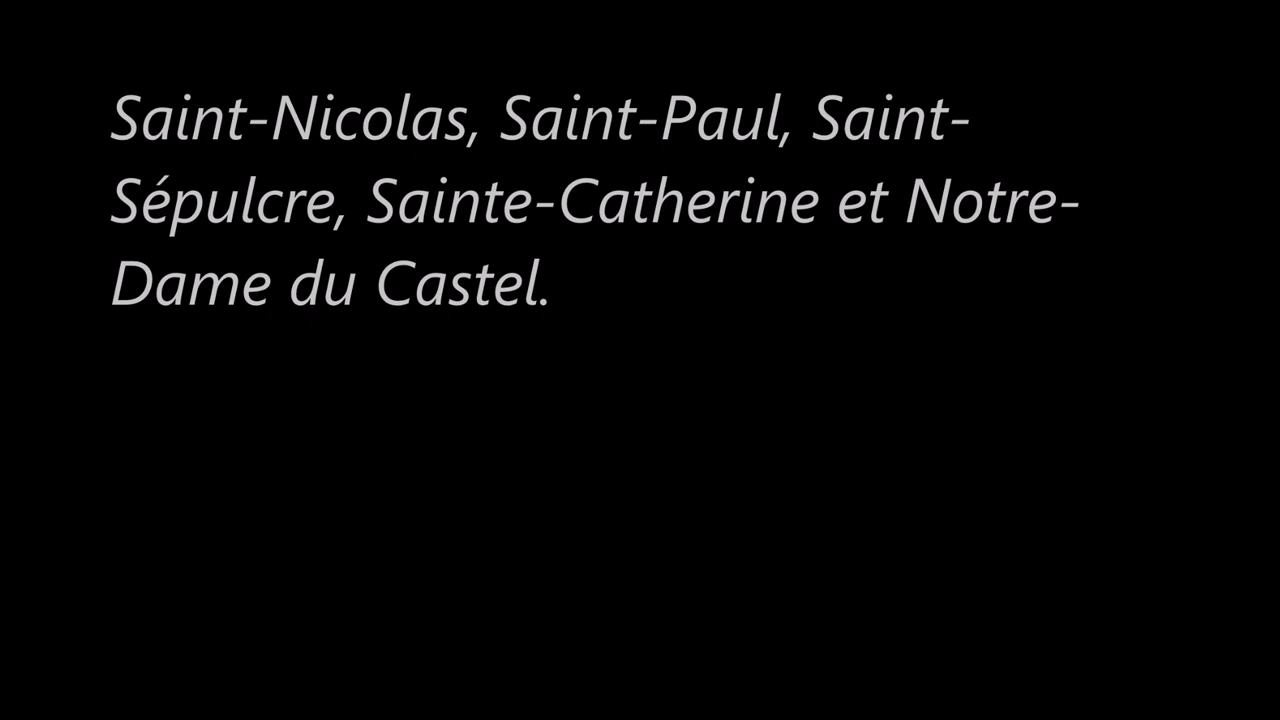 Saint-Nicolas, Saint-Paul, Saint-
Sépulcre, Sainte-Catherine et Notre-
Dame du Castel.